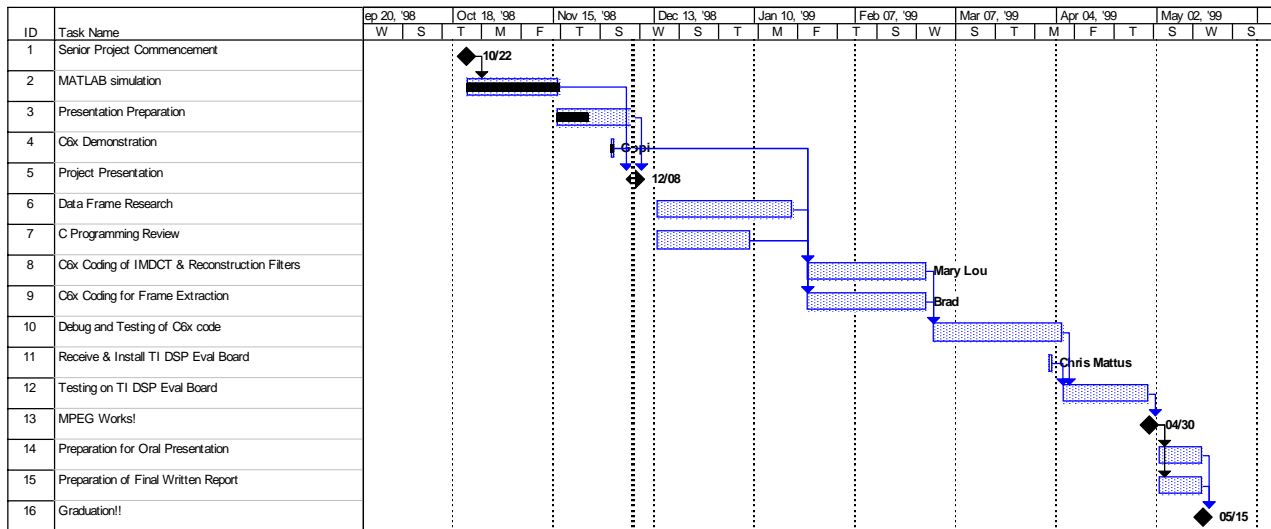 ep 20, '98 Oct 18, '98 Nov 15, '98 Dec 13, '98 Jan 10, '99 Feb 07, '99 Mar 07, '99 Apr 04, '99 May 02, '99
ID Task Name W S T M F T S W S T M F T S W S T M F T S W S
1 Senior Project Commencement 10/22
2 MATLAB simulation
3 Presentation Preparation
4 C6x Demonstration Gopi
5 Project Presentation 12/08
6 Data Frame Research
7 C Programming Review
8 C6x Coding of IMDCT & Reconstruction Filters Mary Lou
9 C6x Coding for Frame Extraction Brad
10 Debug and Testing of C6x code
11 Receive & Install TI DSP Eval Board Chris Mattus
12 Testing on TI DSP Eval Board
13 MPEG Works! 04/30
14 Preparation for Oral Presentation
15 Preparation of Final Written Report
16 Graduation!! 05/15